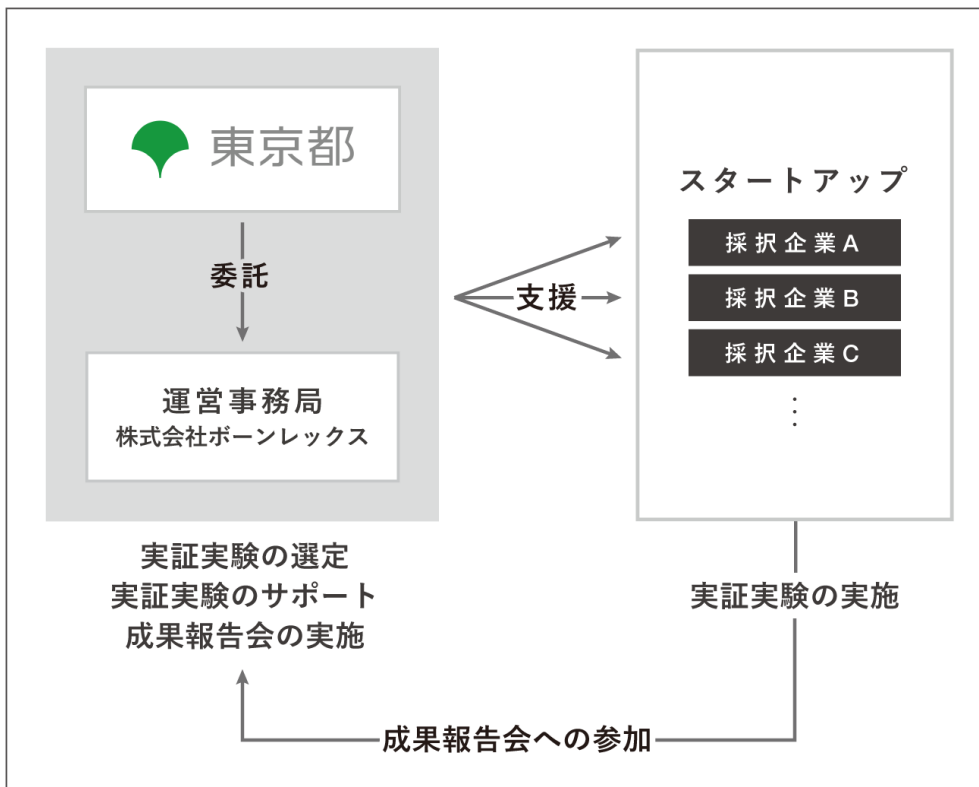 東京都
委託
運営事務局
株式会社ボーンレックス
実証実験の選定
実証実験のサポート
成果報告会の実施
支援
スタートアップ
採択企業A
採択企業B
採択企業C
⋮
実証実験の実施
成果報告会への参加